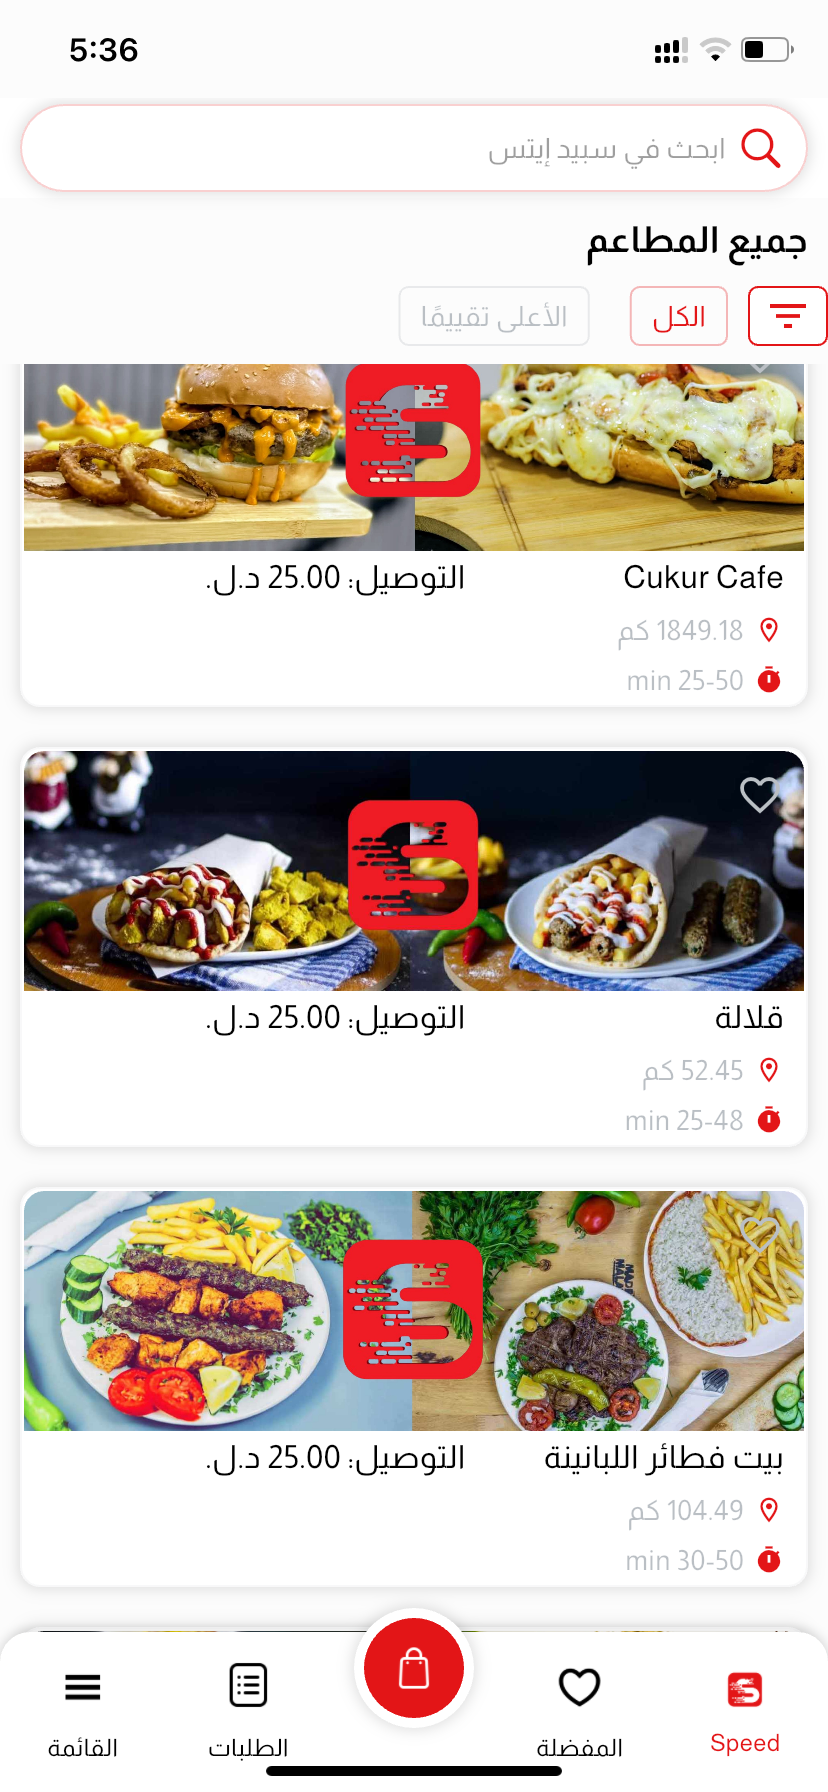 5:36
ابحث في سبيد إيتس
جميع المطاعم
الكل
الأعلى تقييمًا
Cukur Cafe
التوصيل: 25.00 د.ل.
1849.18 كم
25-50 min
قلالة
التوصيل: 25.00 د.ل.
52.45 كم
25-48 min
بيت فطائر اللبانينة
التوصيل: 25.00 د.ل.
104.49 كم
30-50 min
Speed
المفضلة
الطلبات
القائمة